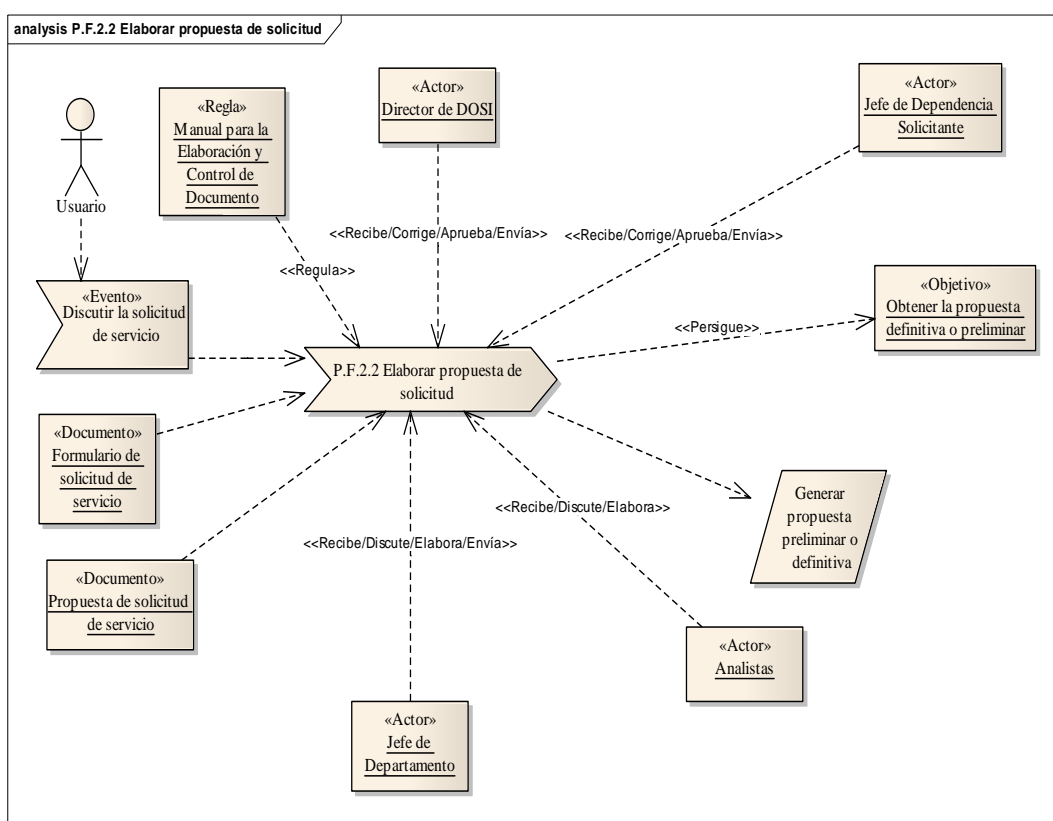 analysis P.F.2.2 Elaborar propuesta de solicitud
Usuario
«Regla»
Manual para la
Elaboración y
Control de
Documento
«Actor»
Director de DOSI
«Actor»
Jefe de Dependencia
Solicitante
<<Recibe/Corrige/Aprueba/Envía>>
<<Recibe/Corrige/Aprueba/Envía>>
<<Regula>>
«Evento»
Discutir la solicitud
de servicio
«Objetivo»
Obtener la propuesta
definitiva o preliminar
<<Persigue>>
P.F.2.2 Elaborar propuesta de
solicitud
«Documento»
Formulario de
solicitud de
servicio
Generar
propuesta
preliminar o
definitiva
<<Recibe/Discute/Elabora>>
<<Recibe/Discute/Elabora/Envía>>
«Documento»
Propuesta de solicitud
de servicio
«Actor»
Analistas
«Actor»
Jefe de
Departamento